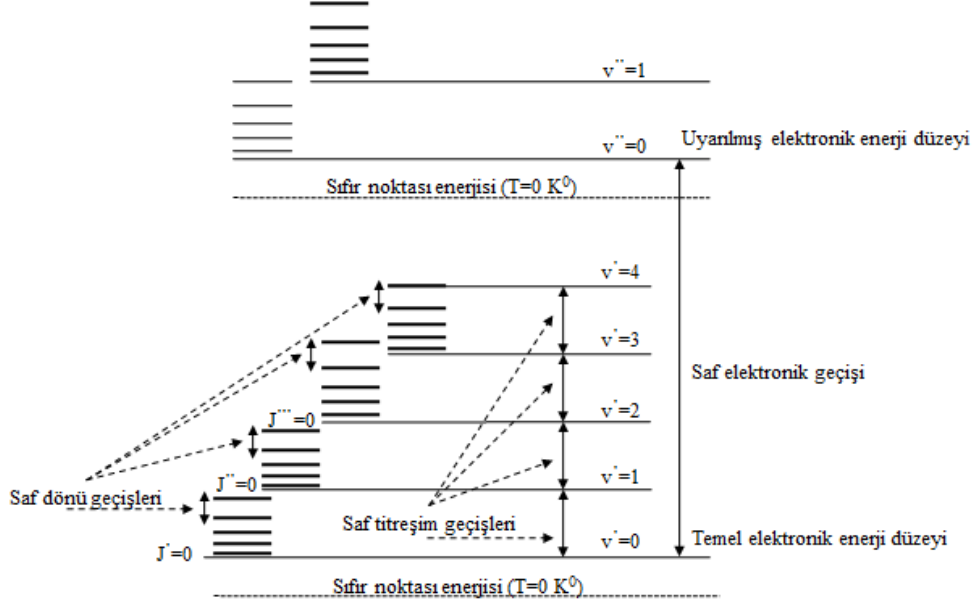 v¨=1
v¨=0
Uyarılmış elektronik enerji düzeyi
Sıfır noktası enerjisi (T=0 K⁰)
v˙=4
v˙=3
Saf elektronik geçişi
v˙=2
J˙˙˙=0
v˙=1
J¨=0
Saf dönü geçişleri
Saf titreşim geçişleri
v˙=0
Temel elektronik enerji düzeyi
J˙=0
Sıfır noktası enerjisi (T=0 K⁰)